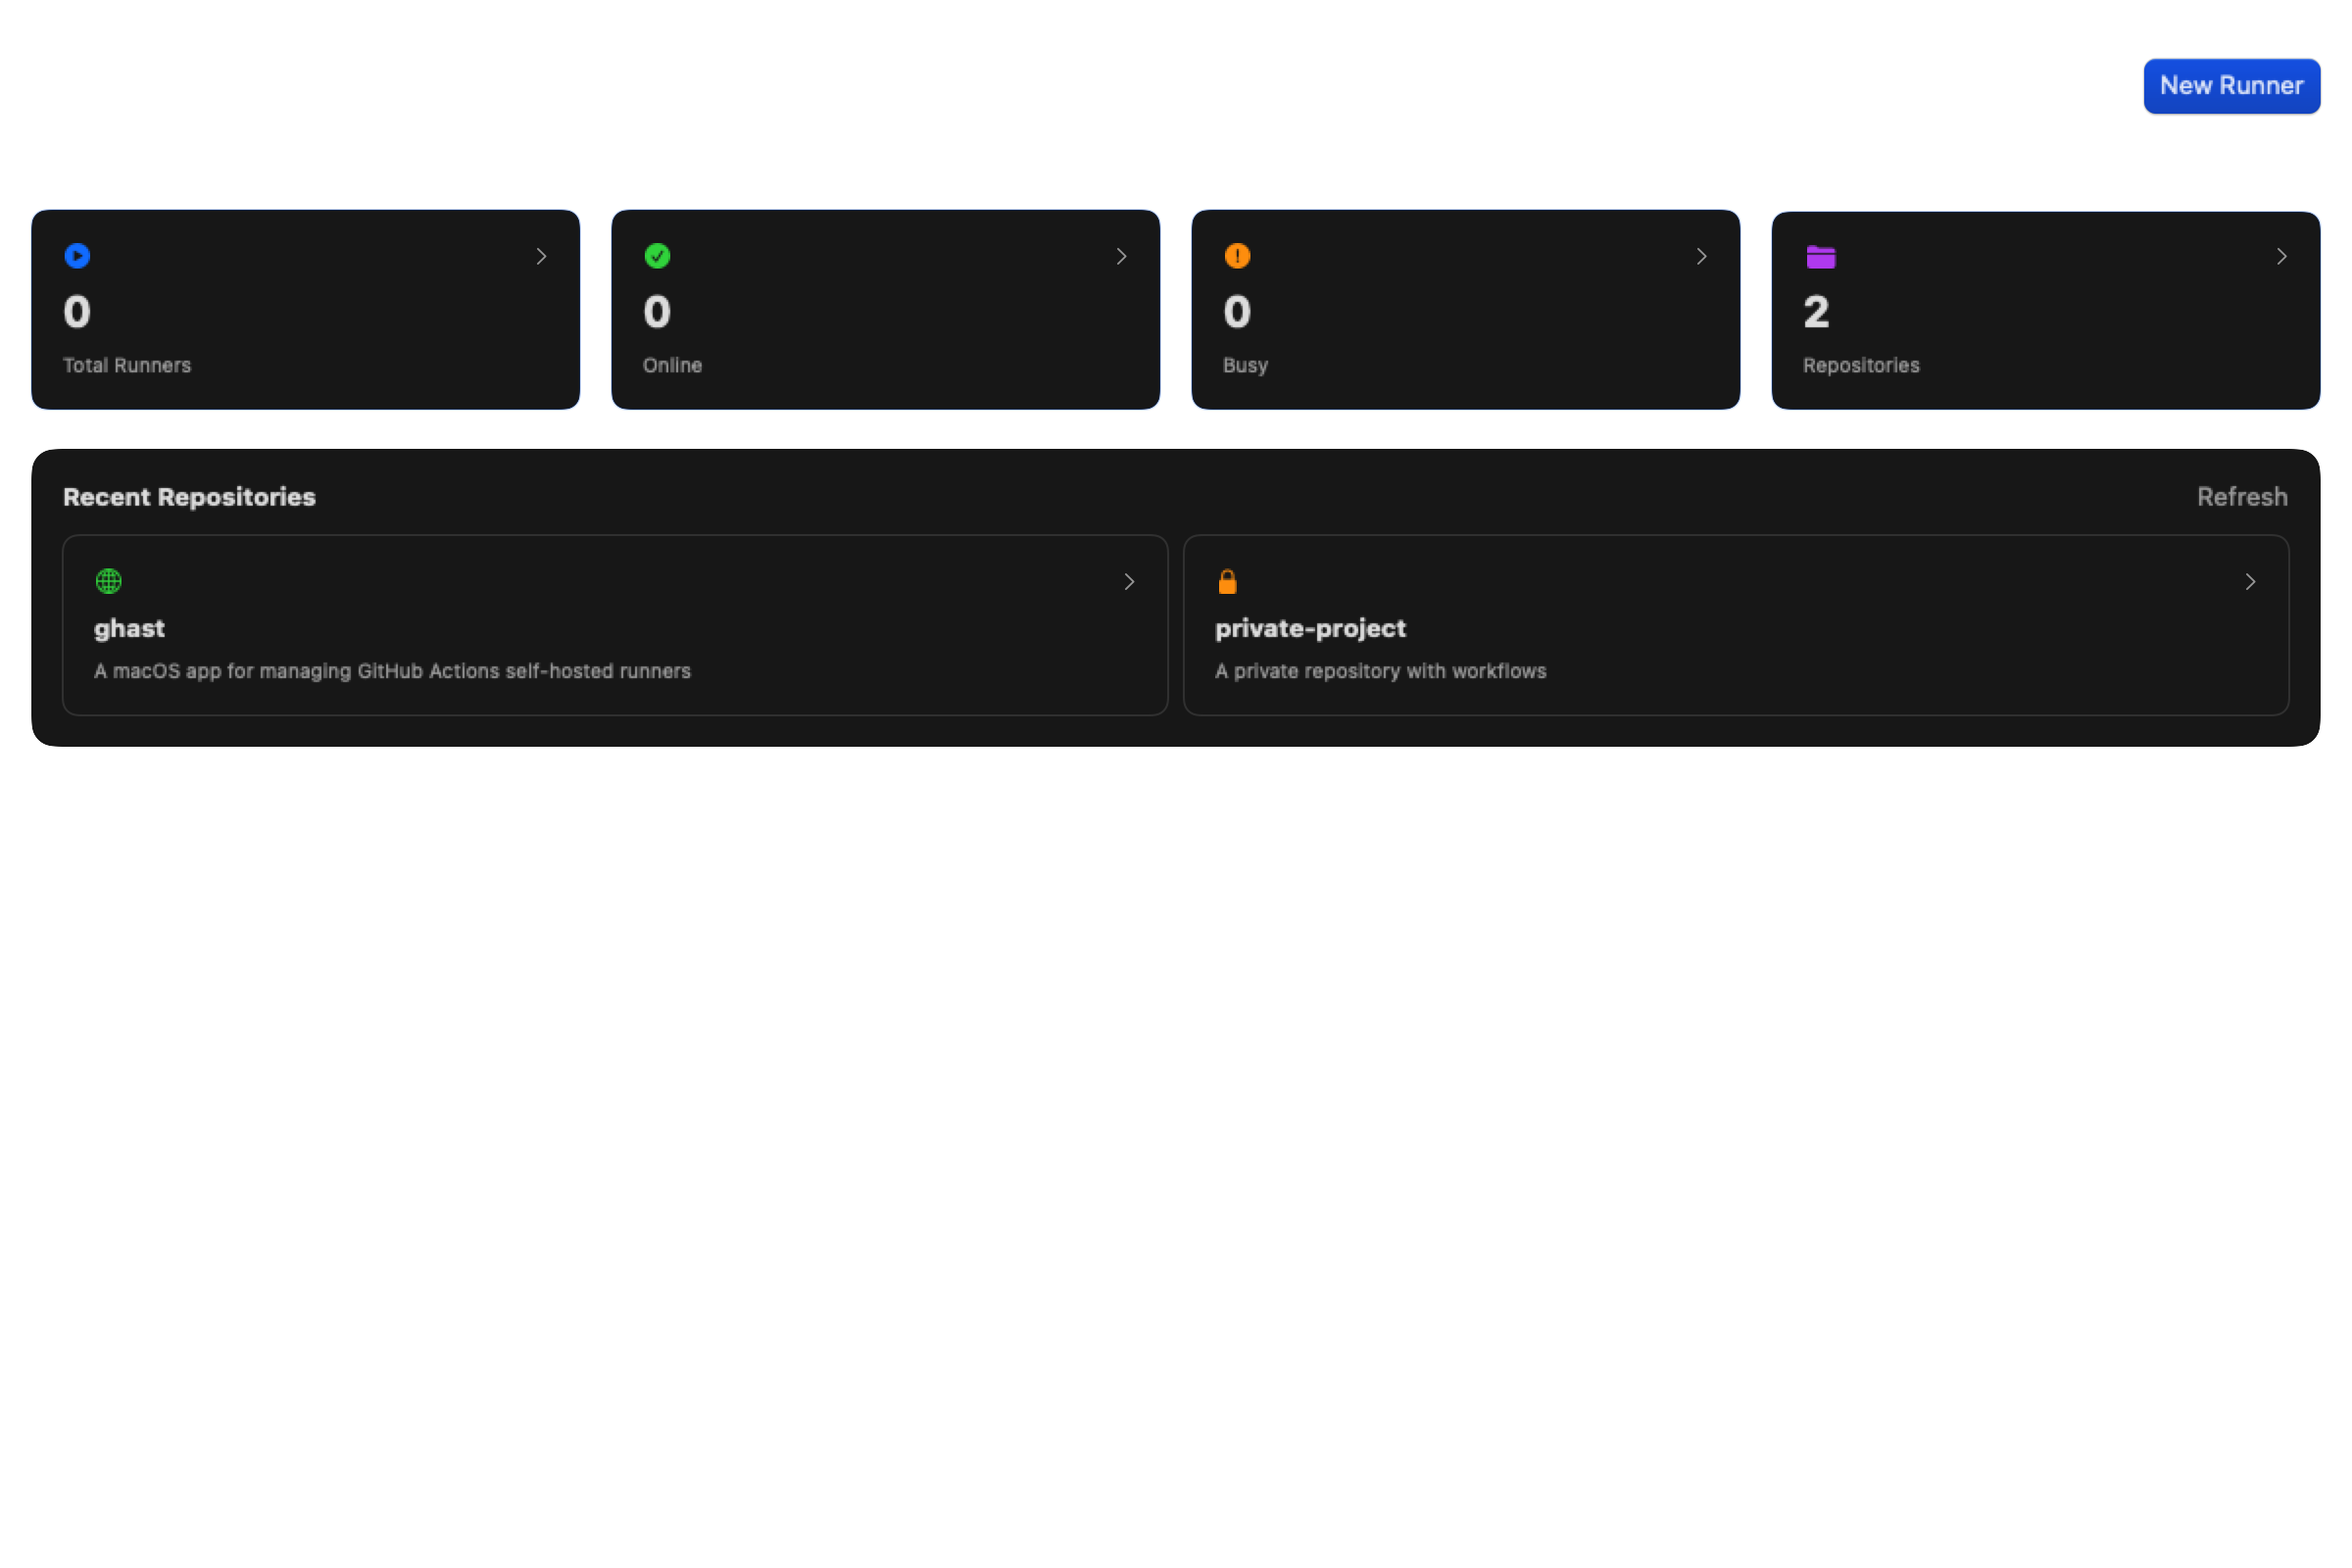 New Runner
0
Total Runners
0
Online
0
Busy
2
Repositories
Recent Repositories
Refresh
ghast
A macOS app for managing GitHub Actions self-hosted runners
private-project
A private repository with workflows